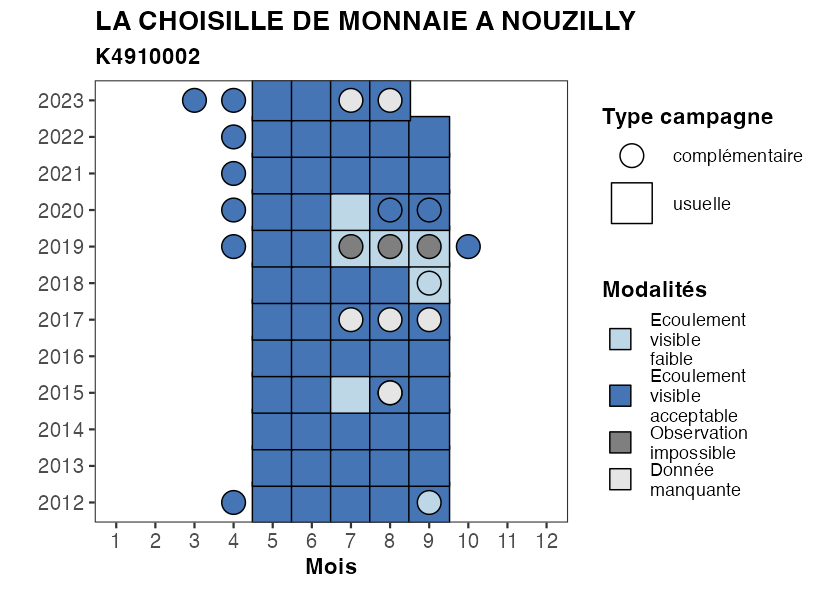 LA CHOISILLE DE MONNAIE A NOUZILLY
K4910002
2023
2022
2021
2020
2019
2018
2017
2016
2015
2014
2013
2012
1 2 3 4 5 6 7 8 9 10 11 12
Mois
Type campagne
complémentaire
usuelle
Modalités
Ecoulement
visible
faible
Ecoulement
visible
acceptable
Observation
impossible
Donnée
manquante